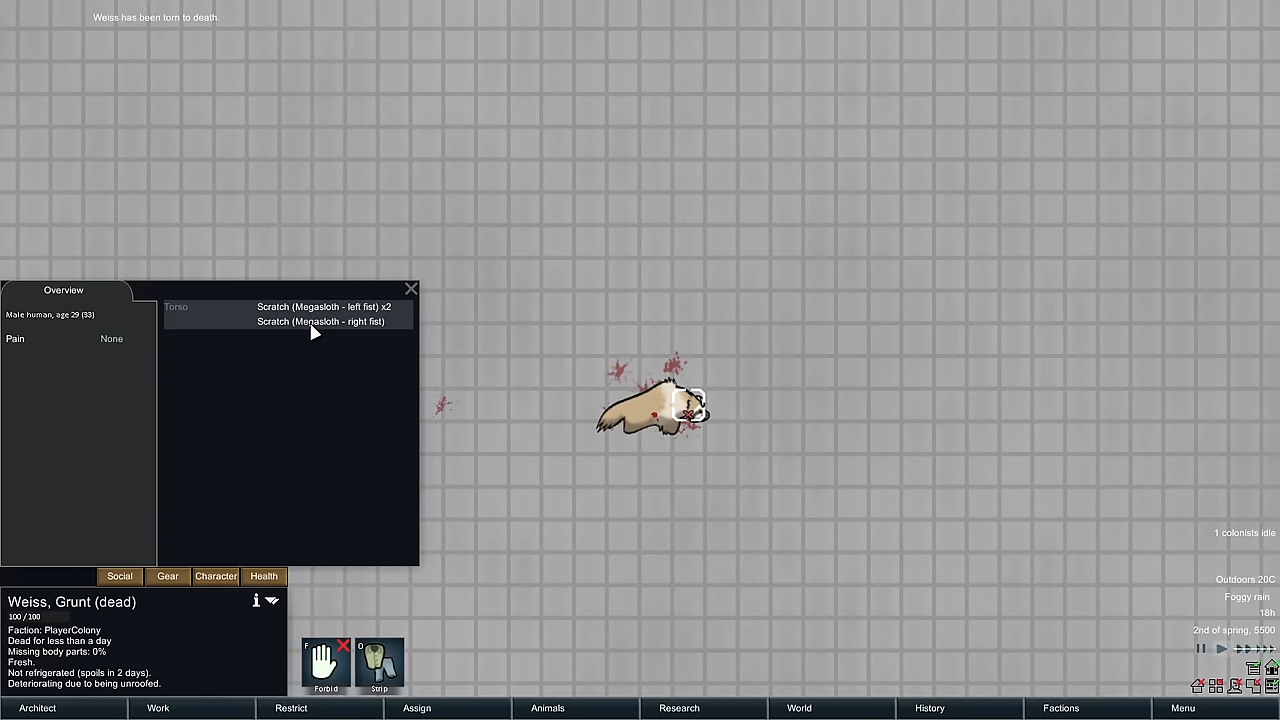 Weiss has been torn to death.
Overview
Male human, age 29 (33)
Pain None
Torso Scratch (Megasloth - left fist) x2
Scratch (Megasloth - right fist)
Social Gear Character Health
Weiss, Grunt (dead)
100 / 100
Faction: PlayerColony
Dead for less than a day
Missing body parts: 0%
Fresh.
Not refrigerated (spoils in 2 days).
Deteriorating due to being unroofed.
F
Forbid
O
Strip
1 colonists idle
Outdoors 20C
Foggy rain
18h
2nd of spring, 5500
Architect Work Restrict Assign Animals Research World History Factions Menu